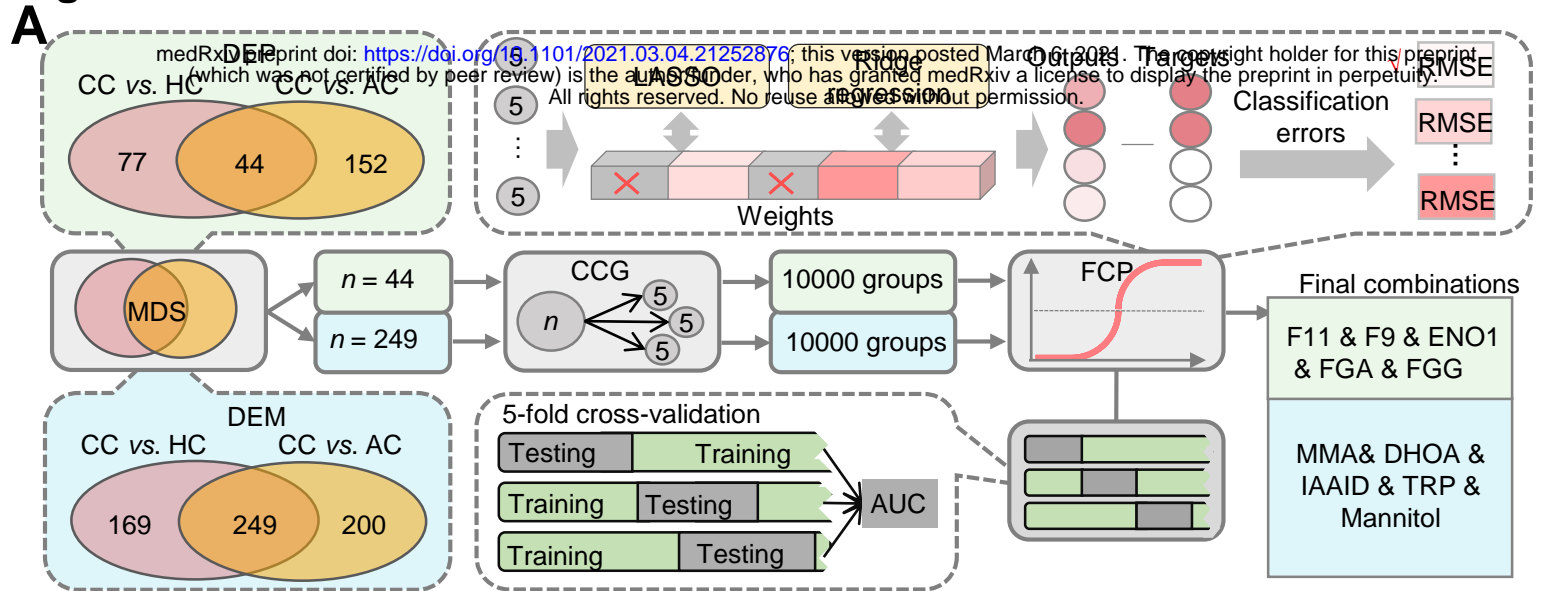 A
medRxiv preprint doi: https://doi.org/10.1101/2021.03.04.21252876; this version posted March 6, 2021. The copyright holder for this preprint
(which was not certified by peer review) is the author/funder, who has granted medRxiv a license to display the preprint in perpetuity.
All rights reserved. No reuse allowed without permission.
DEP
CC vs. HC
CC vs. AC
77
44
152
5
5
⋮
5
LASSO
Ridge
regression
Weights
Outputs
Targets
Classification
errors
√
RMSE
RMSE
⋮
RMSE
MDS
n = 44
n = 249
CCG
n
5
5
5
10000 groups
10000 groups
FCP
Final combinations
F11 & F9 & ENO1
& FGA & FGG
MMA& DHOA &
IAAID & TRP &
Mannitol
DEM
CC vs. HC
CC vs. AC
169
249
200
5-fold cross-validation
Testing
Training
Training
Testing
Training
Testing
AUC